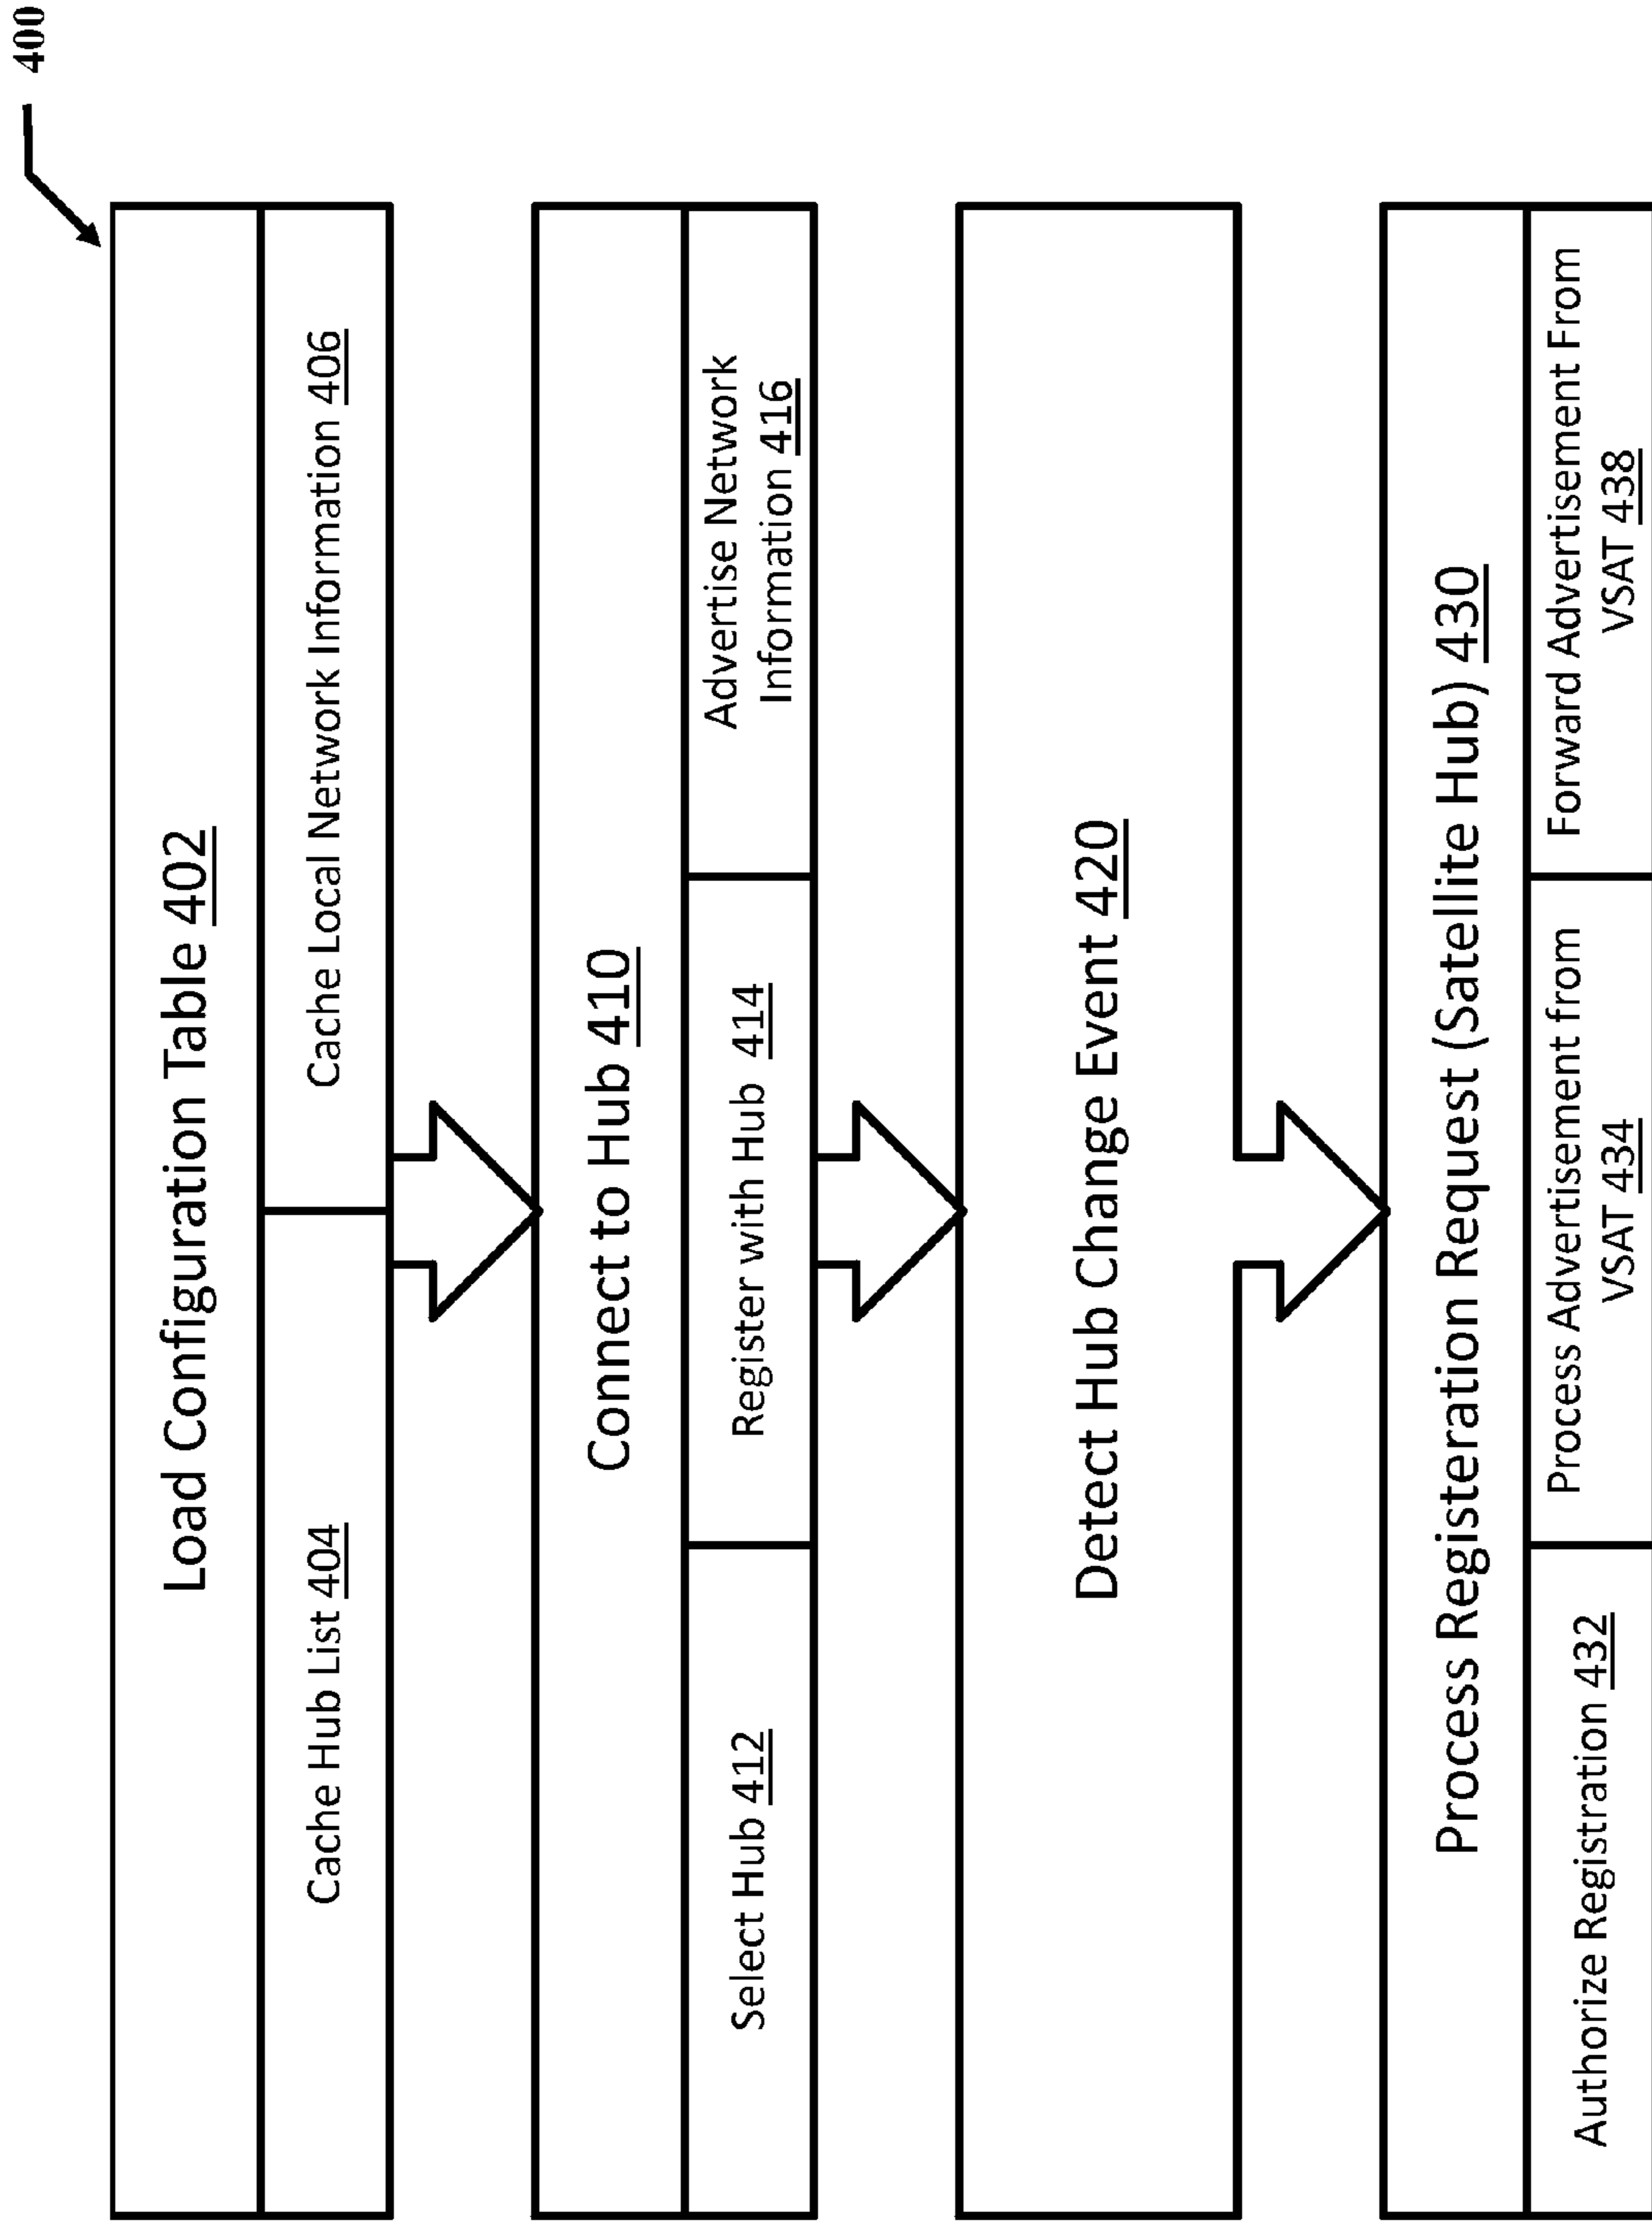 400
Load Configuration Table 402
Cache Hub List 404
Cache Local Network Information 406
Connect to Hub 410
Select Hub 412
Register with Hub 414
Advertise Network
Information 416
Detect Hub Change Event 420
Process Registeration Request (Satellite Hub) 430
Authorize Registration 432
Process Advertisement from
VSAT 434
Forward Advertisement From
VSAT 438